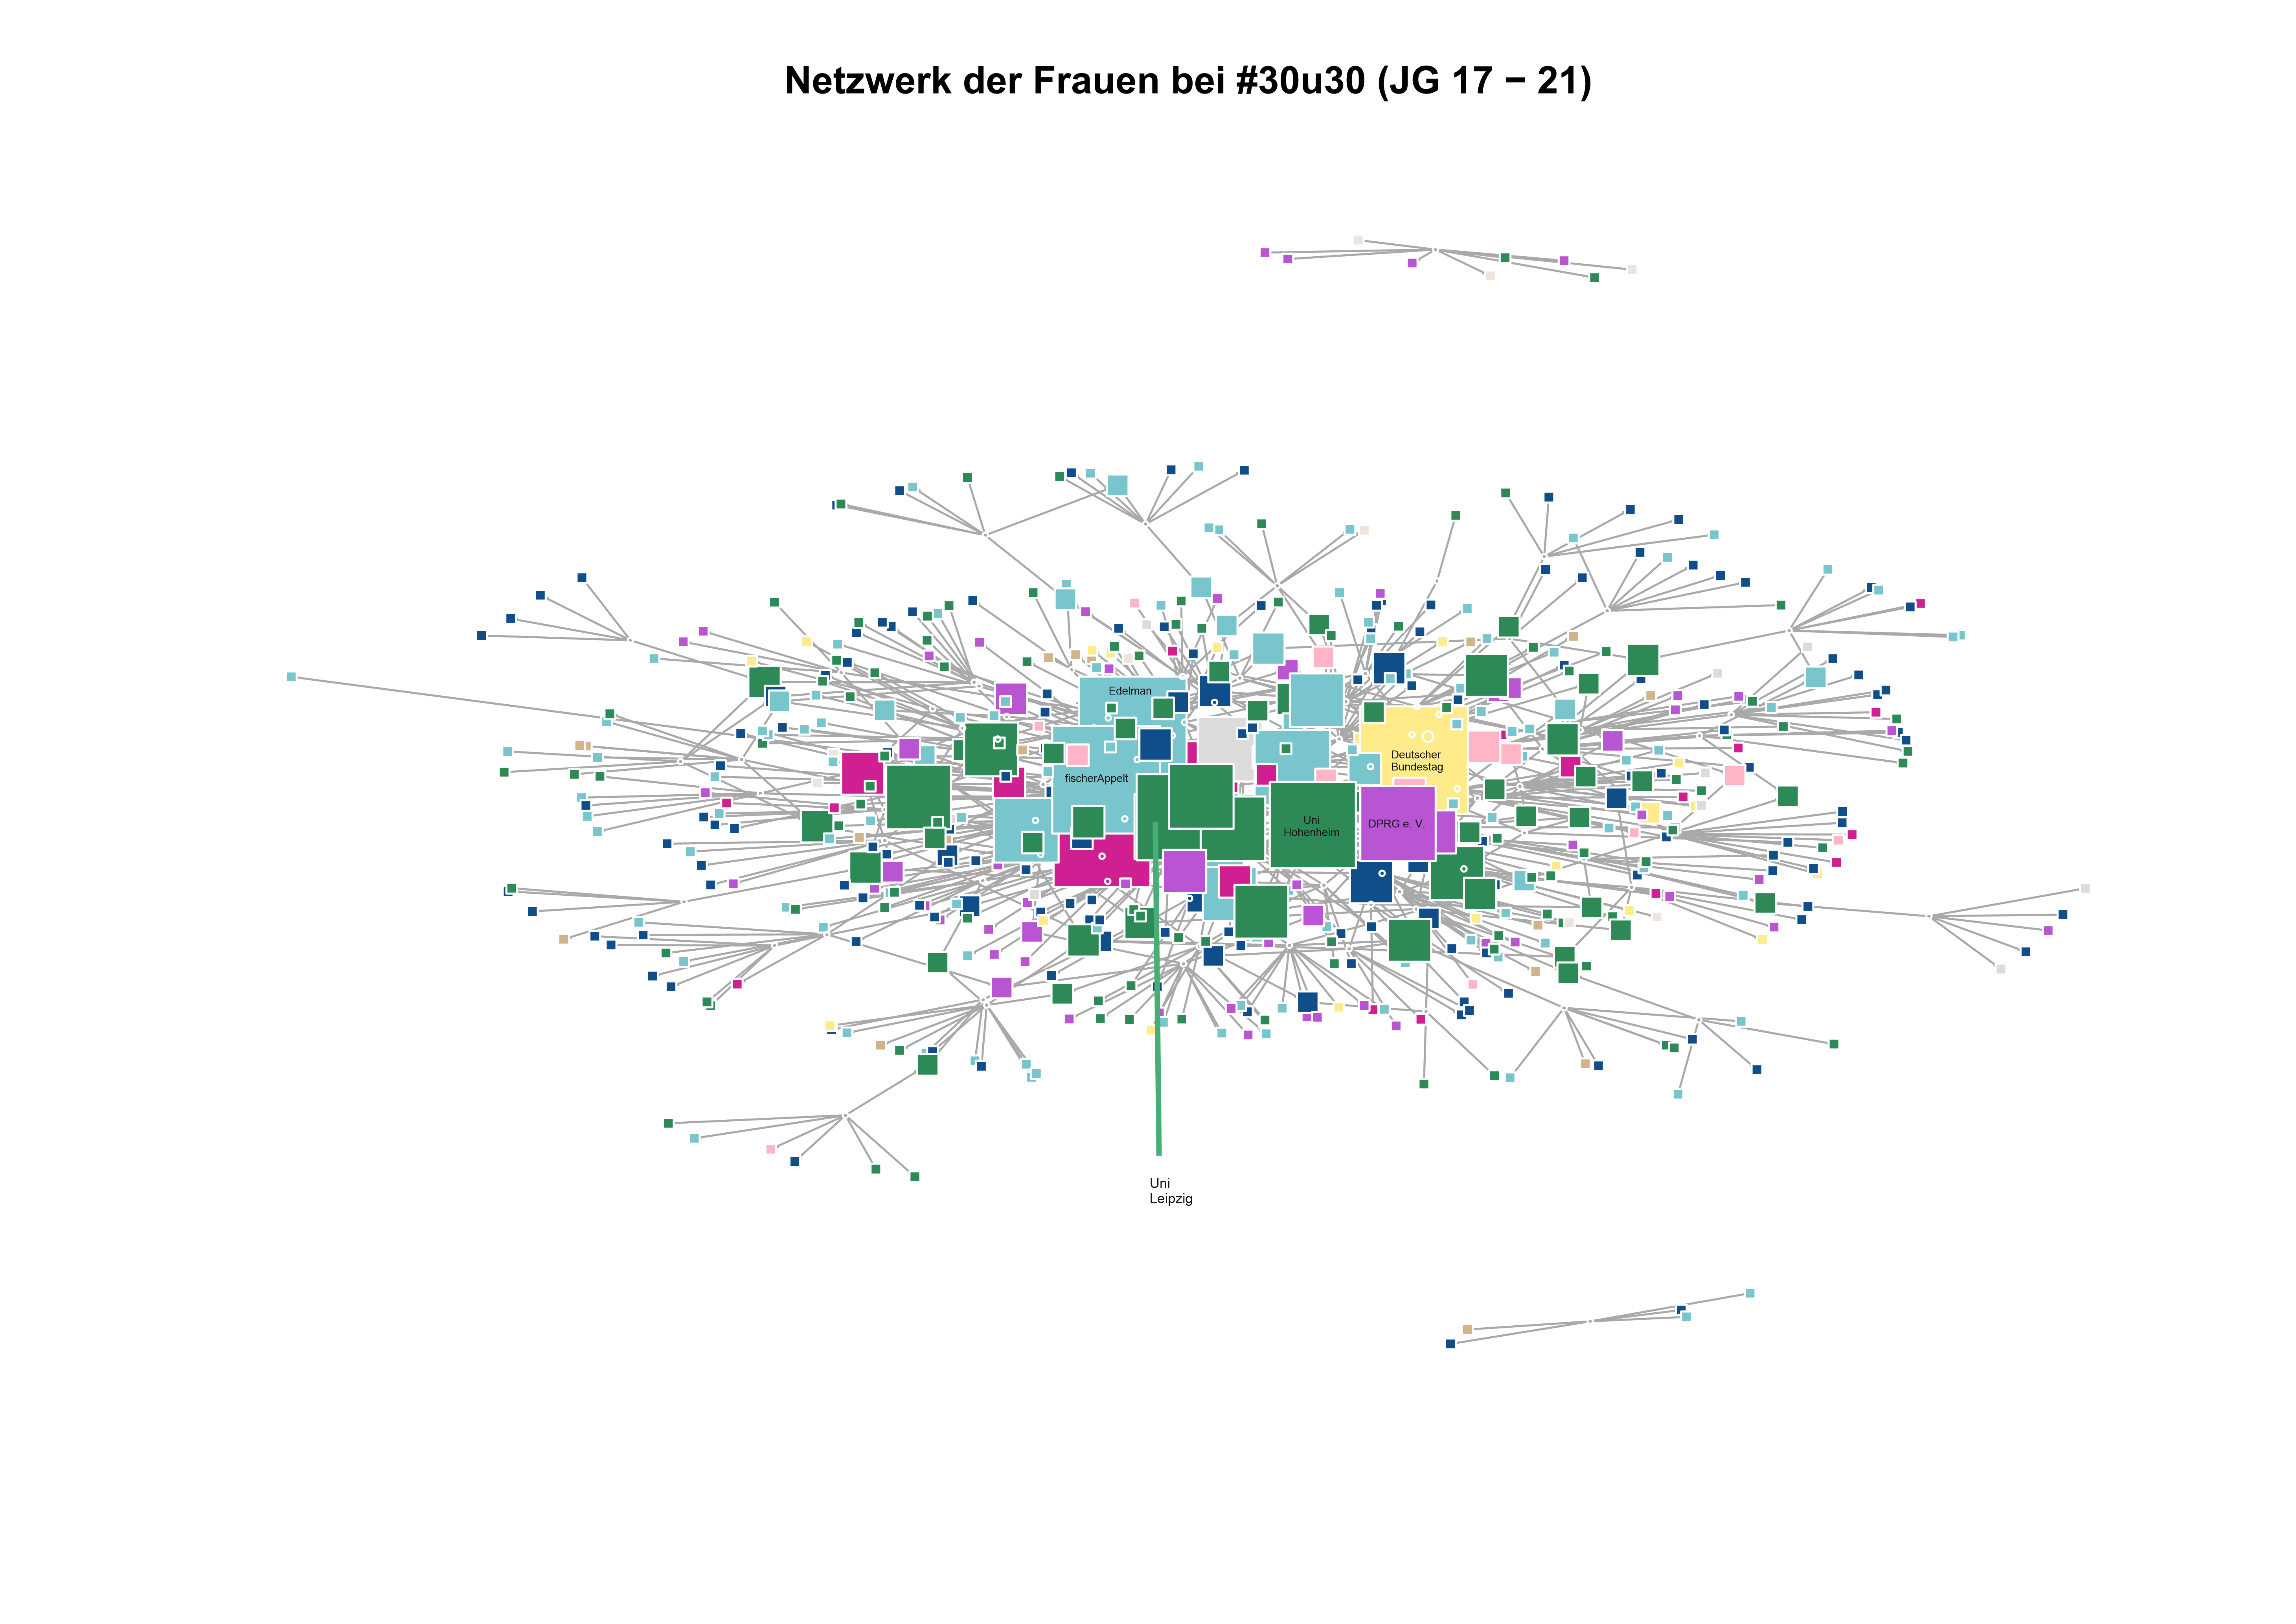 Netzwerk der Frauen bei #30u30 (JG 17 − 21)
Edelman
Deutscher
Bundestag
fischerAppelt
Uni
Hohenheim
DPRG e. V.
Uni
Leipzig